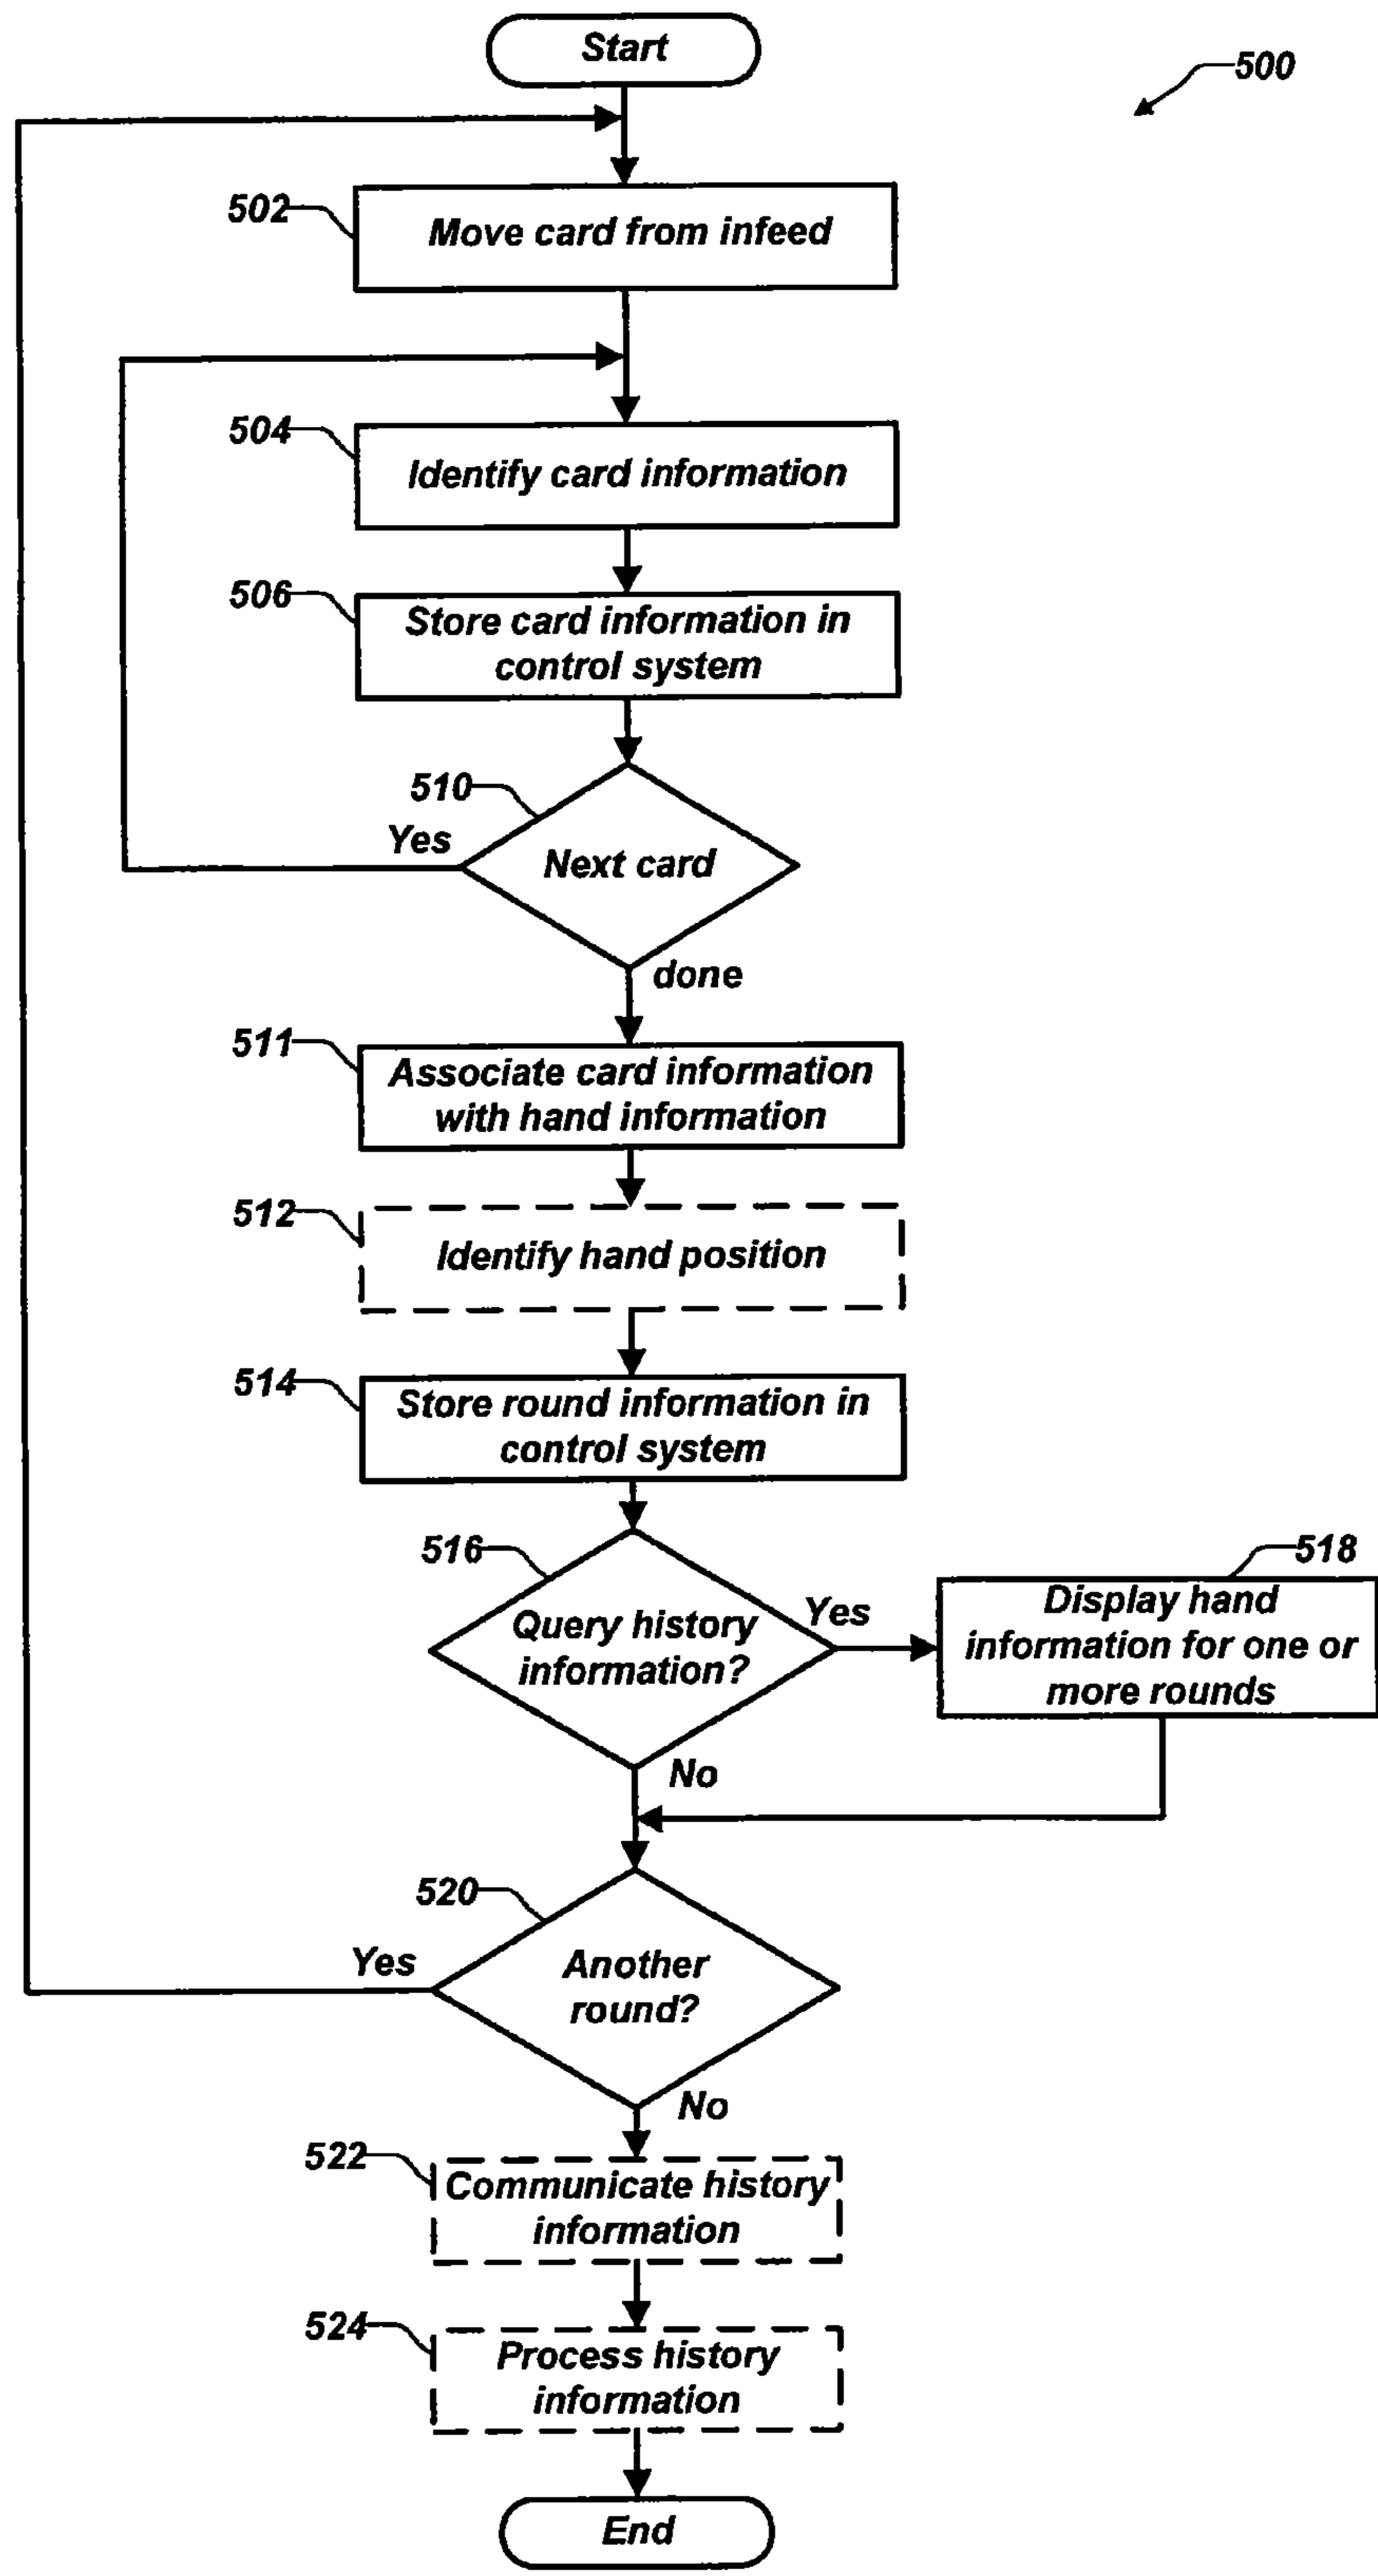 Start
500
502
Move card from infeed
504
Identify card information
506
Store card information in
control system
510
Yes
Next card
done
511
Associate card information
with hand information
512
Identify hand position
514
Store round information in
control system
516
Query history
information?
Yes
518
Display hand
information for one or
more rounds
No
520
Yes
Another
round?
No
522
Communicate history
information
524
Process history
information
End